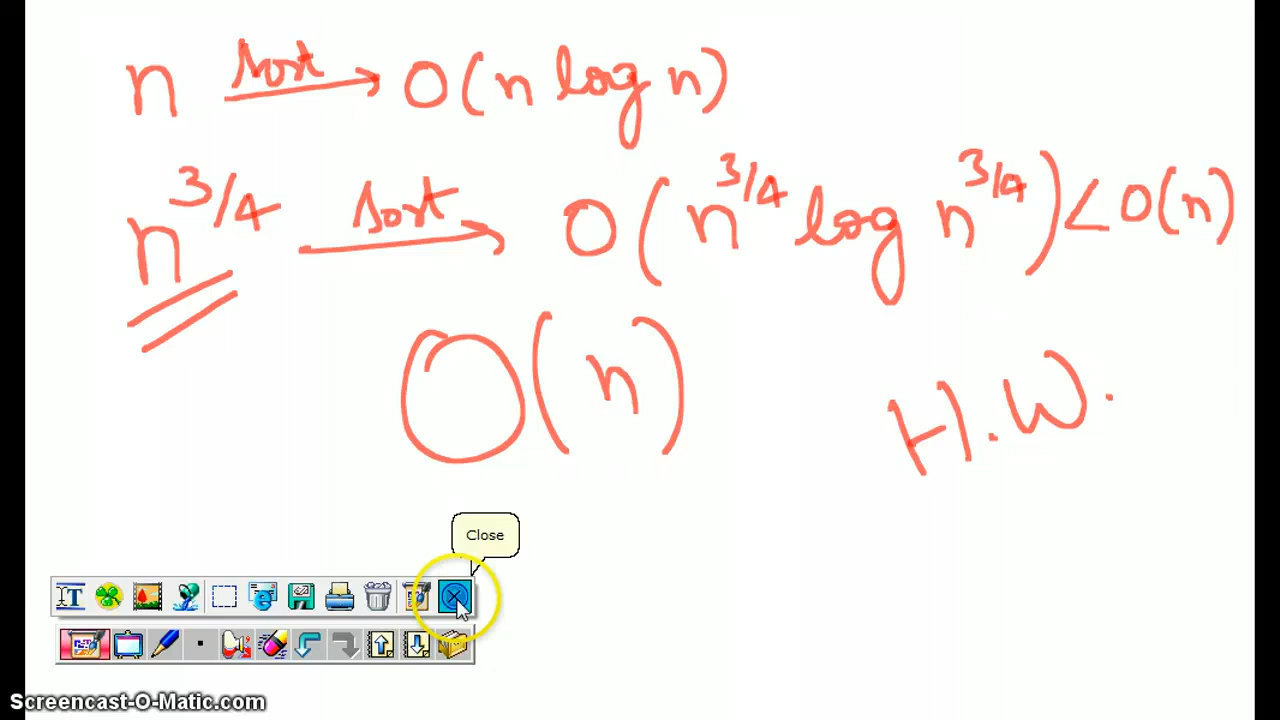 n sort → O(n log n)
n^3/4 sort → O(n^3/4 log n^3/4) < O(n)
O(n)
H.W.
Close
Screencast-O-Matic.com